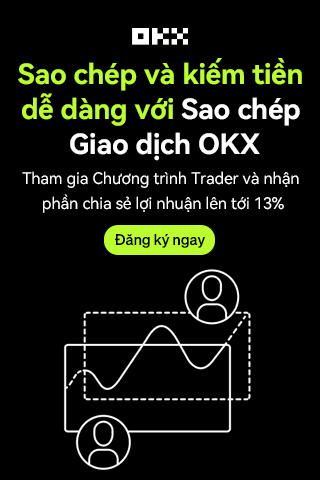 OKX
Sao chép và kiếm tiền
dễ dàng với Sao chép
Giao dịch OKX
Tham gia Chương trình Trader và nhận
phần chia sẻ lợi nhuận lên tới 13%
Đăng ký ngay